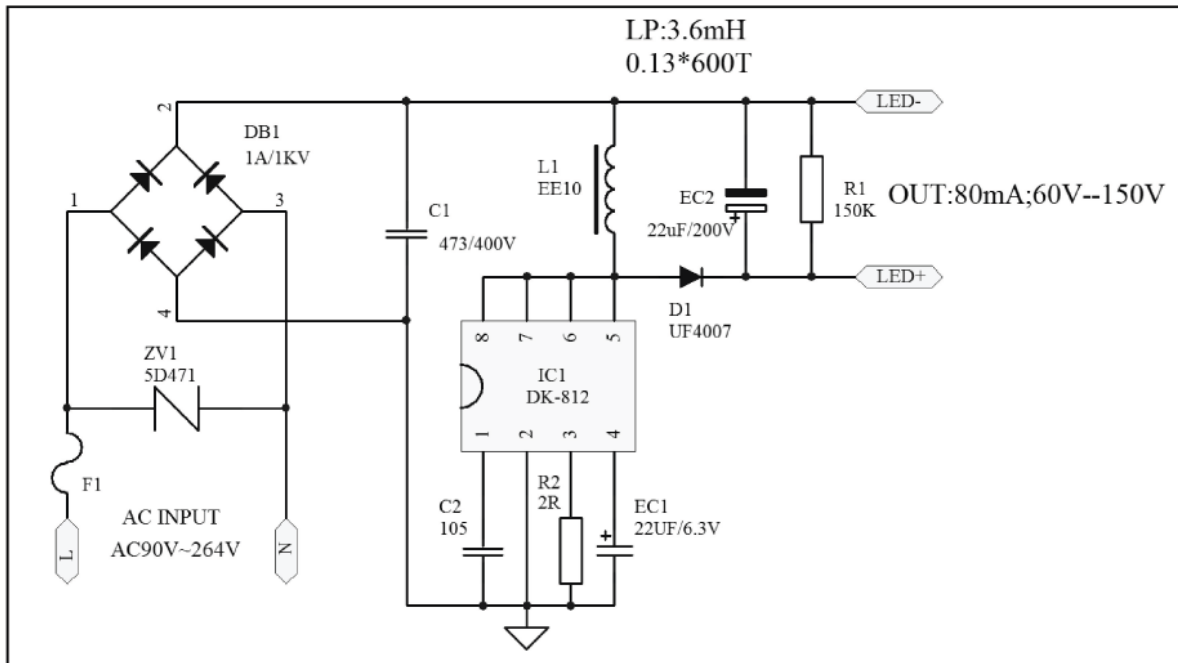 LP:3.6mH
0.13*600T
2
LED-
DB1
1A/1KV
L1
EE10
EC2
R1
150K
OUT:80mA;60V--150V
1
3
C1
473/400V
+
22uF/200V
4
LED+
D1
UF4007
8
7
6
5
ZV1
5D471
IC1
DK-812
1
2
3
4
F1
R2
2R
C2
105
EC1
22UF/6.3V
+
AC INPUT
AC90V~264V
L
N